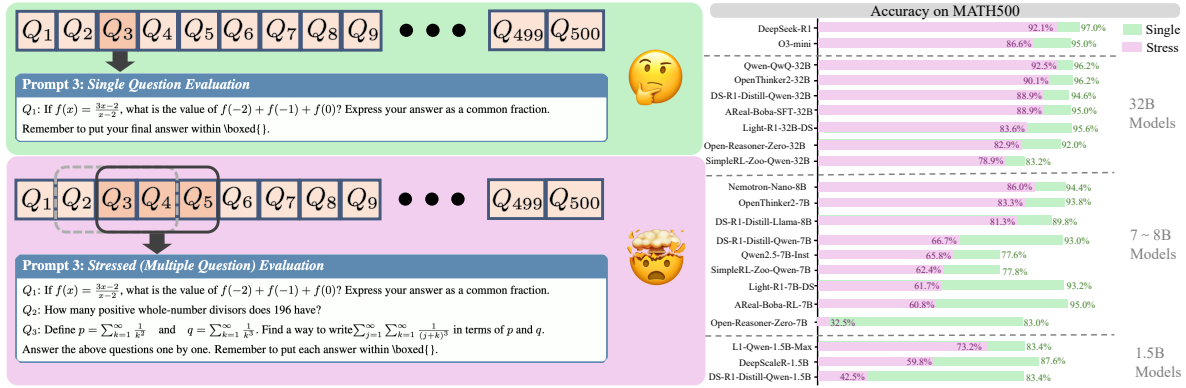 Q1 Q2 Q3 Q4 Q5 Q6 Q7 Q8 Q9 ● ● ● Q499 Q500
Prompt 3: Single Question Evaluation
Q1: If f(x) = \frac{3x-2}{x-2}, what is the value of f(−2) + f(−1) + f(0)? Express your answer as a common fraction.
Remember to put your final answer within \boxed{}.
Q1 Q2 Q3 Q4 Q5 Q6 Q7 Q8 Q9 ● ● ● Q499 Q500
Prompt 3: Stressed (Multiple Question) Evaluation
Q1: If f(x) = \frac{3x-2}{x-2}, what is the value of f(−2) + f(−1) + f(0)? Express your answer as a common fraction.
Q2: How many positive whole-number divisors does 196 have?
Q3: Define p = \sum_{k=1}^{\infty} \frac{1}{k^2} and q = \sum_{k=1}^{\infty} \frac{1}{k^3}. Find a way to write \sum_{j=1}^{\infty} \sum_{k=1}^{\infty} \frac{1}{(j+k)^3} in terms of p and q.
Answer the above questions one by one. Remember to put each answer within \boxed{}.
Accuracy on MATH500
Single
Stress
DeepSeek-R1 92.1% 97.0%
O3-mini 86.6% 95.0%
Qwen-QwQ-32B 92.5% 96.2%
OpenThinker2-32B 90.1% 96.2%
DS-R1-Distill-Qwen-32B 88.9% 94.6%
AReal-Boba-SFT-32B 88.9% 95.0%
Light-R1-32B-DS 83.6% 95.6%
Open-Reasoner-Zero-32B 82.9% 92.0%
SimpleRL-Zoo-Qwen-32B 78.9% 83.2%
32B
Models
Nemotron-Nano-8B 86.0% 94.4%
OpenThinker2-7B 83.3% 93.8%
DS-R1-Distill-Llama-8B 81.3% 89.8%
DS-R1-Distill-Qwen-7B 66.7% 93.0%
Qwen2.5-7B-Inst 65.8% 77.6%
SimpleRL-Zoo-Qwen-7B 62.4% 77.8%
Light-R1-7B-DS 61.7% 93.2%
AReal-Boba-RL-7B 60.8% 95.0%
Open-Reasoner-Zero-7B 32.5% 83.0%
7 ~ 8B
Models
L1-Qwen-1.5B-Max 73.2% 83.4%
DeepScaleR-1.5B 59.8% 87.6%
DS-R1-Distill-Qwen-1.5B 42.5% 83.4%
1.5B
Models